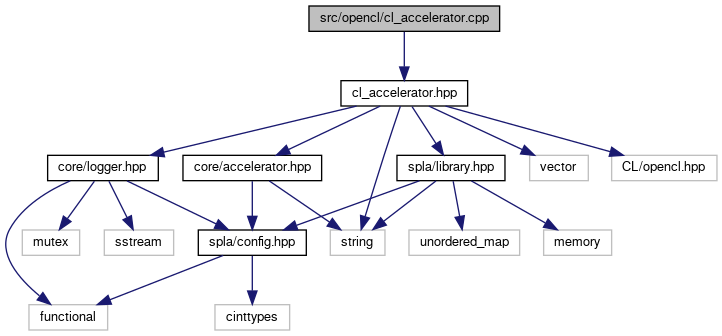 src/opencl/cl_accelerator.cpp
cl_accelerator.hpp
core/logger.hpp
core/accelerator.hpp
spla/library.hpp
vector
CL/opencl.hpp
mutex
sstream
spla/config.hpp
string
unordered_map
memory
functional
cinttypes